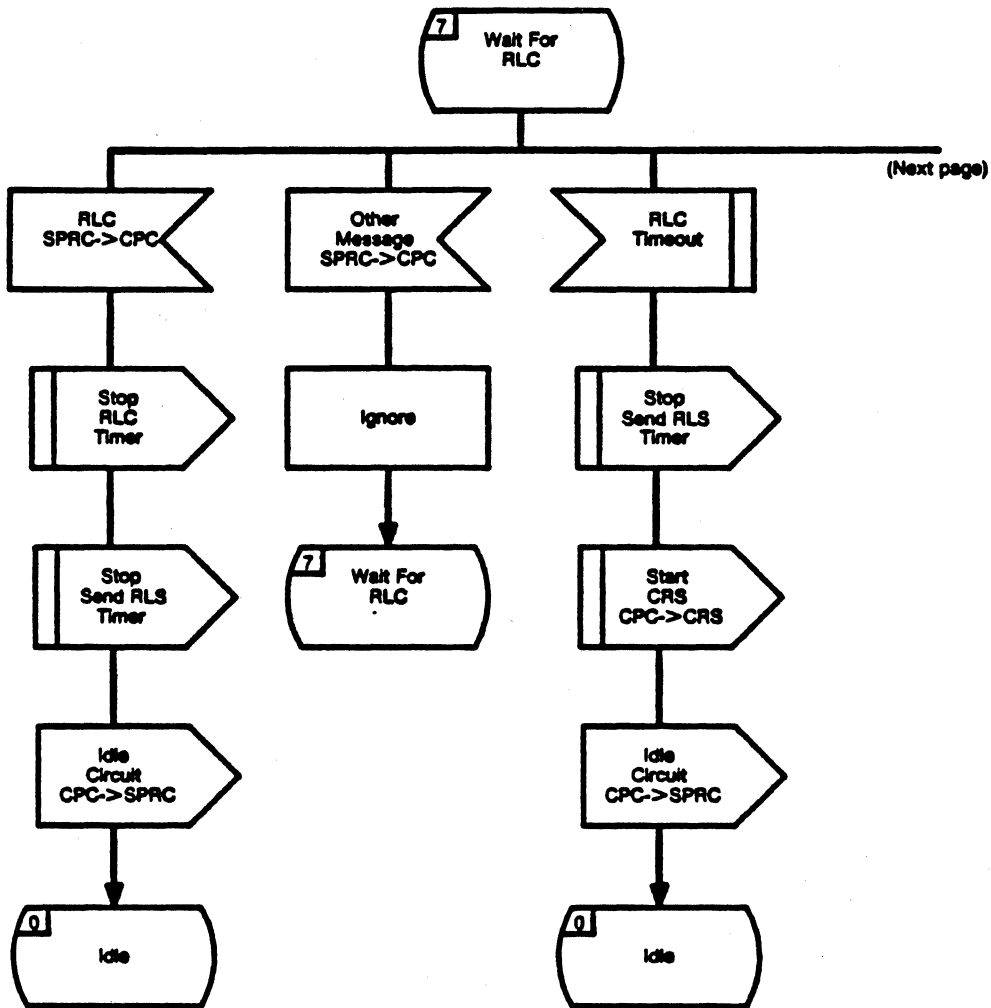 7
Wait For
RLC
(Next page)
RLC
SPRC->CPC
Other
Message
SPRC->CPC
RLC
Timeout
Stop
RLC
Timer
Ignore
Stop
Send RLS
Timer
Stop
Send RLS
Timer
7
Wait For
RLC
Start
CRS
CPC->CRS
Idle
Circuit
CPC->SPRC
Idle
Circuit
CPC->SPRC
0
Idle
0
Idle